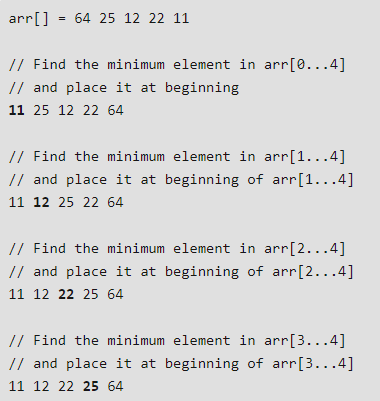 arr[] = 64 25 12 22 11
// Find the minimum element in arr[0...4]
// and place it at beginning
11 25 12 22 64
// Find the minimum element in arr[1...4]
// and place it at beginning of arr[1...4]
11 12 25 22 64
// Find the minimum element in arr[2...4]
// and place it at beginning of arr[2...4]
11 12 22 25 64
// Find the minimum element in arr[3...4]
// and place it at beginning of arr[3...4]
11 12 22 25 64